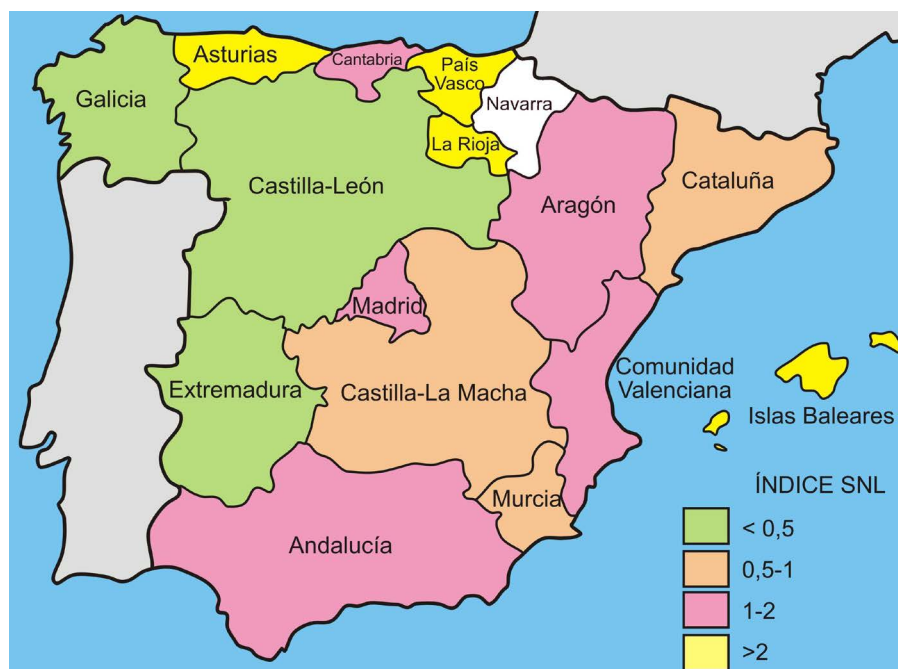 Asturias
Cantabria
País
Vasco
Galicia
Navarra
La Rioja
Castilla-León
Aragón
Cataluña
Madrid
Extremadura
Castilla-La Macha
Comunidad
Valenciana
Islas Baleares
Murcia
Andalucía
ÍNDICE SNL
< 0,5
0,5-1
1-2
>2